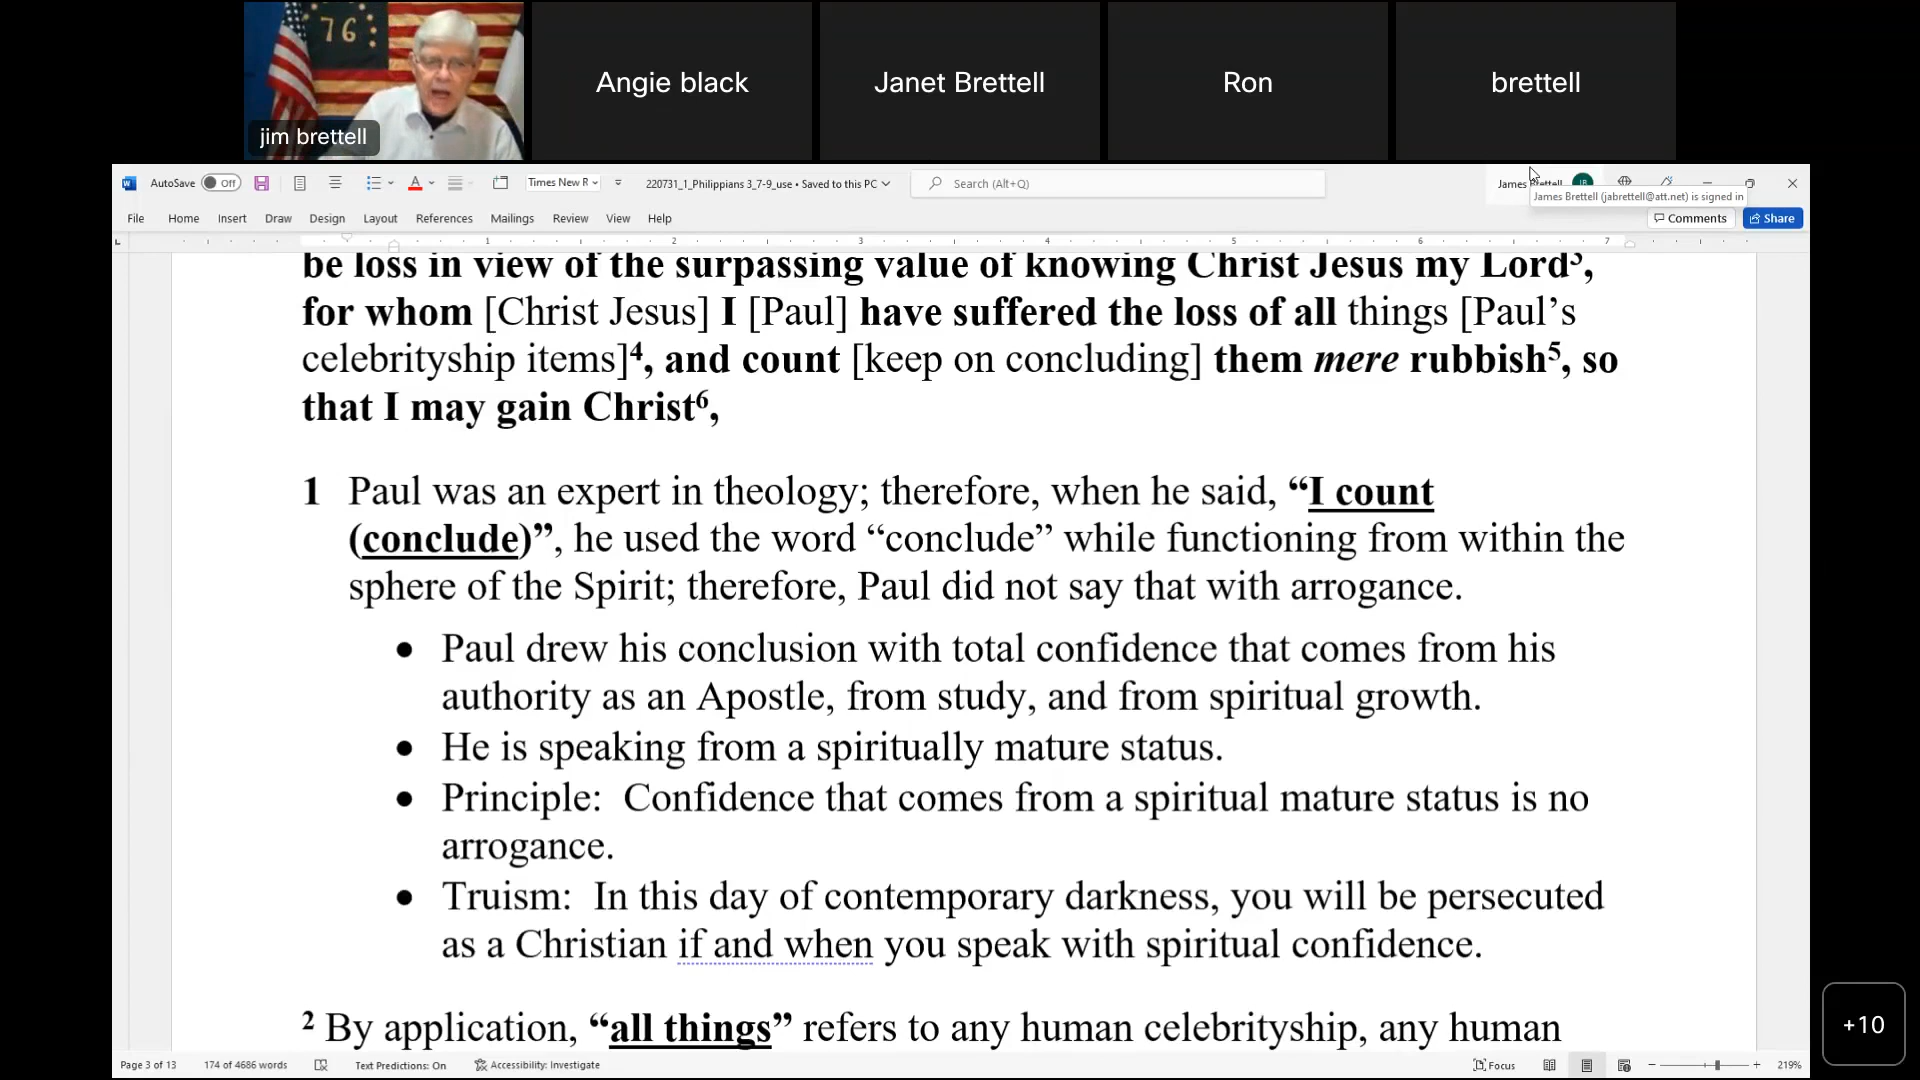 76
jim brettell
Angie black
Janet Brettell
Ron
brettell
AutoSave Off
Times New R
220731_1_Philippians 3_7-9_use • Saved to this PC
Search (Alt+Q)
James Brettell
JB
James Brettell (jabrettell@att.net) is signed in
File Home Insert Draw Design Layout References Mailings Review View Help
Comments Share
1 2 3 4 5 6 7
be loss in view of the surpassing value of knowing Christ Jesus my Lord³,
for whom [Christ Jesus] I [Paul] have suffered the loss of all things [Paul’s
celebrityship items]⁴, and count [keep on concluding] them mere rubbish⁵, so
that I may gain Christ⁶,
1 Paul was an expert in theology; therefore, when he said, “I count
(conclude)”, he used the word “conclude” while functioning from within the
sphere of the Spirit; therefore, Paul did not say that with arrogance.
• Paul drew his conclusion with total confidence that comes from his
authority as an Apostle, from study, and from spiritual growth.
• He is speaking from a spiritually mature status.
• Principle: Confidence that comes from a spiritual mature status is no
arrogance.
• Truism: In this day of contemporary darkness, you will be persecuted
as a Christian if and when you speak with spiritual confidence.
² By application, “all things” refers to any human celebrityship, any human
+10
Page 3 of 13 174 of 4686 words Text Predictions: On Accessibility: Investigate Focus 219%